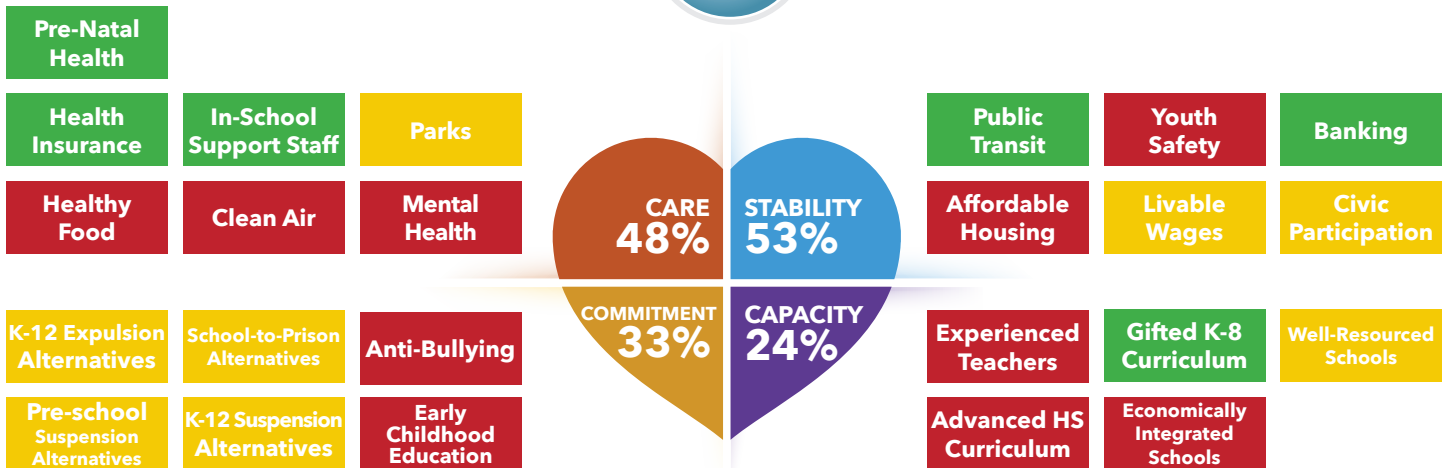 Pre-Natal
Health
Health
Insurance
In-School
Support Staff
Parks
Healthy
Food
Clean Air
Mental
Health
CARE
48%
STABILITY
53%
Public
Transit
Youth
Safety
Banking
Affordable
Housing
Livable
Wages
Civic
Participation
K-12 Expulsion
Alternatives
School-to-Prison
Alternatives
Anti-Bullying
Pre-school
Suspension
Alternatives
K-12 Suspension
Alternatives
Early
Childhood
Education
COMMITMENT
33%
CAPACITY
24%
Experienced
Teachers
Gifted K-8
Curriculum
Well-Resourced
Schools
Advanced HS
Curriculum
Economically
Integrated
Schools